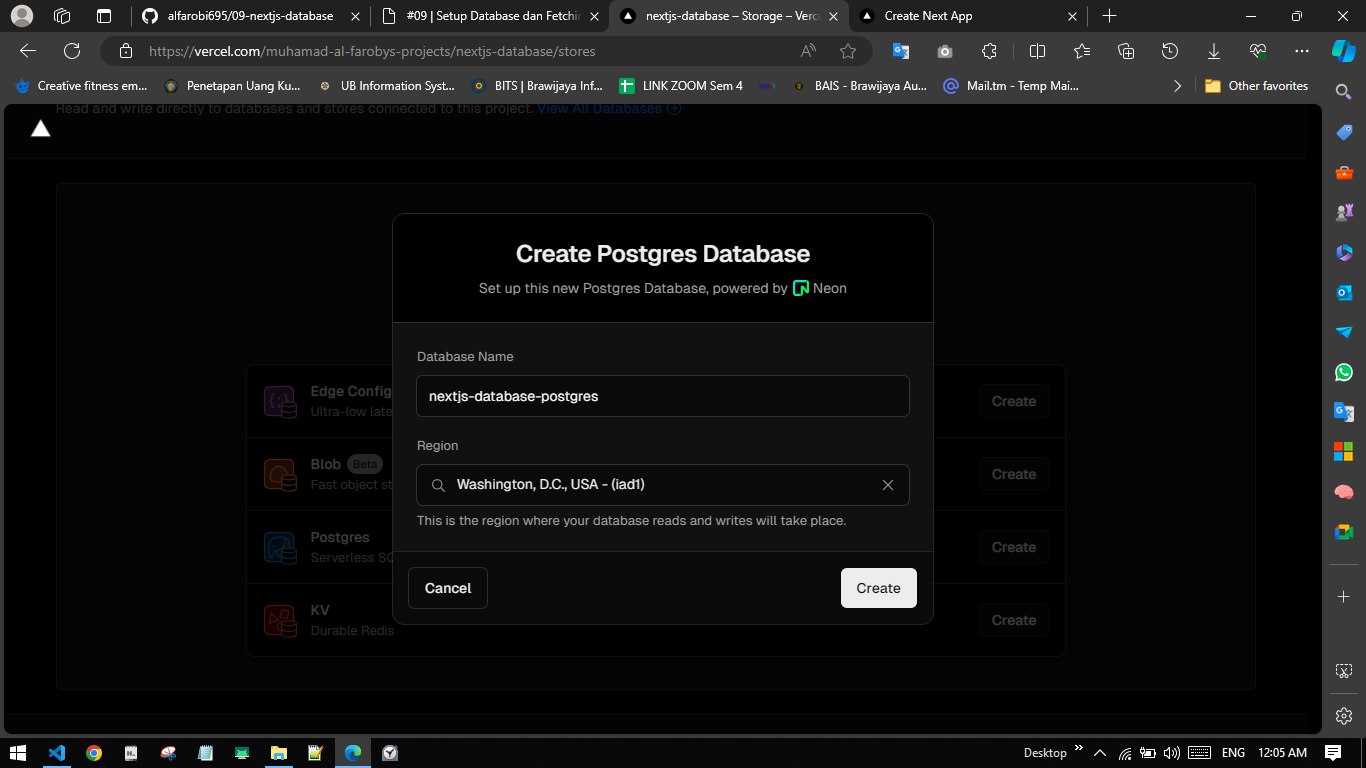 alfarobi695/09-nextjs-database
#09 | Setup Database dan Fetchin
nextjs-database – Storage – Verce
Create Next App
https://vercel.com/muhamad-al-farobys-projects/nextjs-database/stores
Creative fitness em...
Penetapan Uang Ku...
UB Information Syst...
BITS | Brawijaya Inf...
LINK ZOOM Sem 4
BAIS - Brawijaya Au...
Mail.tm - Temp Mai...
Other favorites
Read and write directly to databases and stores connected to this project. View All Databases
Create Postgres Database
Set up this new Postgres Database, powered by Neon
Database Name
nextjs-database-postgres
Region
Washington, D.C., USA - (iad1)
This is the region where your database reads and writes will take place.
Cancel
Create
Edge Config
Ultra-low late
Create
Blob Beta
Fast object st
Create
Postgres
Serverless SQ
Create
KV
Durable Redis
Create
Desktop
ENG
12:05 AM